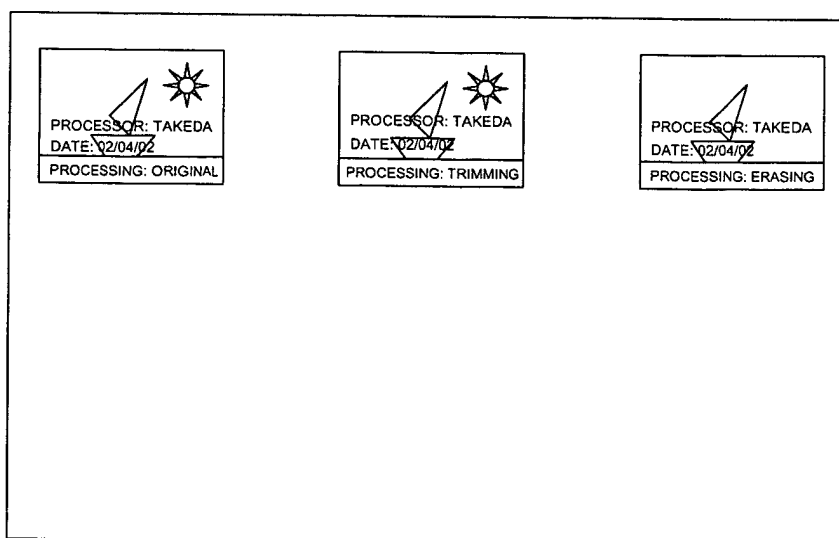 PROCESSOR: TAKEDA
DATE: 02/04/02
PROCESSING: ORIGINAL
PROCESSOR: TAKEDA
DATE: 02/04/02
PROCESSING: TRIMMING
PROCESSOR: TAKEDA
DATE: 02/04/02
PROCESSING: ERASING